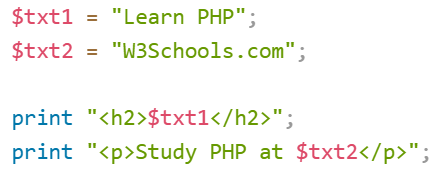 $txt1 = "Learn PHP";
$txt2 = "W3Schools.com";
print "<h2>$txt1</h2>";
print "<p>Study PHP at $txt2</p>";